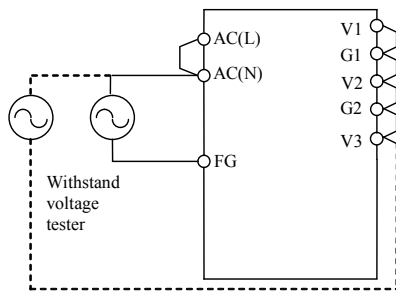 AC(L)
AC(N)
FG
V1
G1
V2
G2
V3
Withstand
voltage
tester